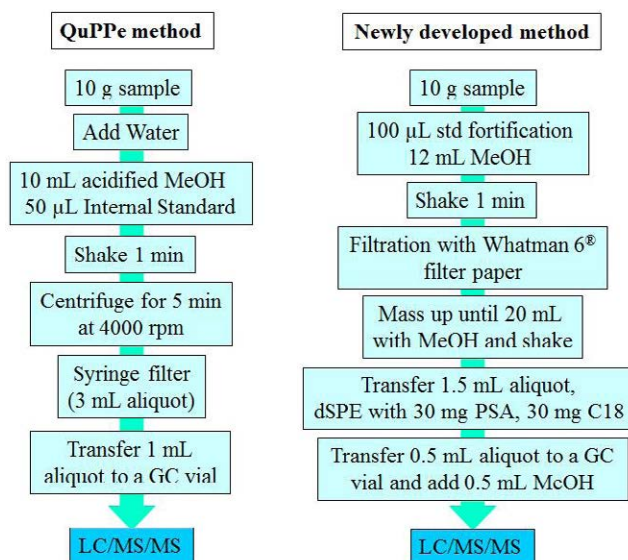 QuPPe method
10 g sample
Add Water
10 mL acidified MeOH
50 µL Internal Standard
Shake 1 min
Centrifuge for 5 min
at 4000 rpm
Syringe filter
(3 mL aliquot)
Transfer 1 mL
aliquot to a GC vial
LC/MS/MS
Newly developed method
10 g sample
100 µL std fortification
12 mL MeOH
Shake 1 min
Filtration with Whatman 6®
filter paper
Mass up until 20 mL
with MeOH and shake
Transfer 1.5 mL aliquot,
dSPE with 30 mg PSA, 30 mg C18
Transfer 0.5 mL aliquot to a GC
vial and add 0.5 mL MeOH
LC/MS/MS